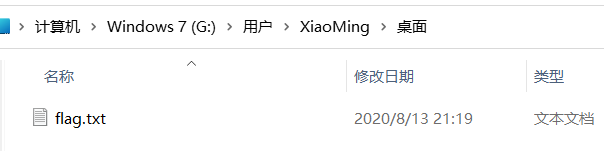 计算机 > Windows 7 (G:) > 用户 > XiaoMing > 桌面
名称 修改日期 类型
flag.txt 2020/8/13 21:19 文本文档